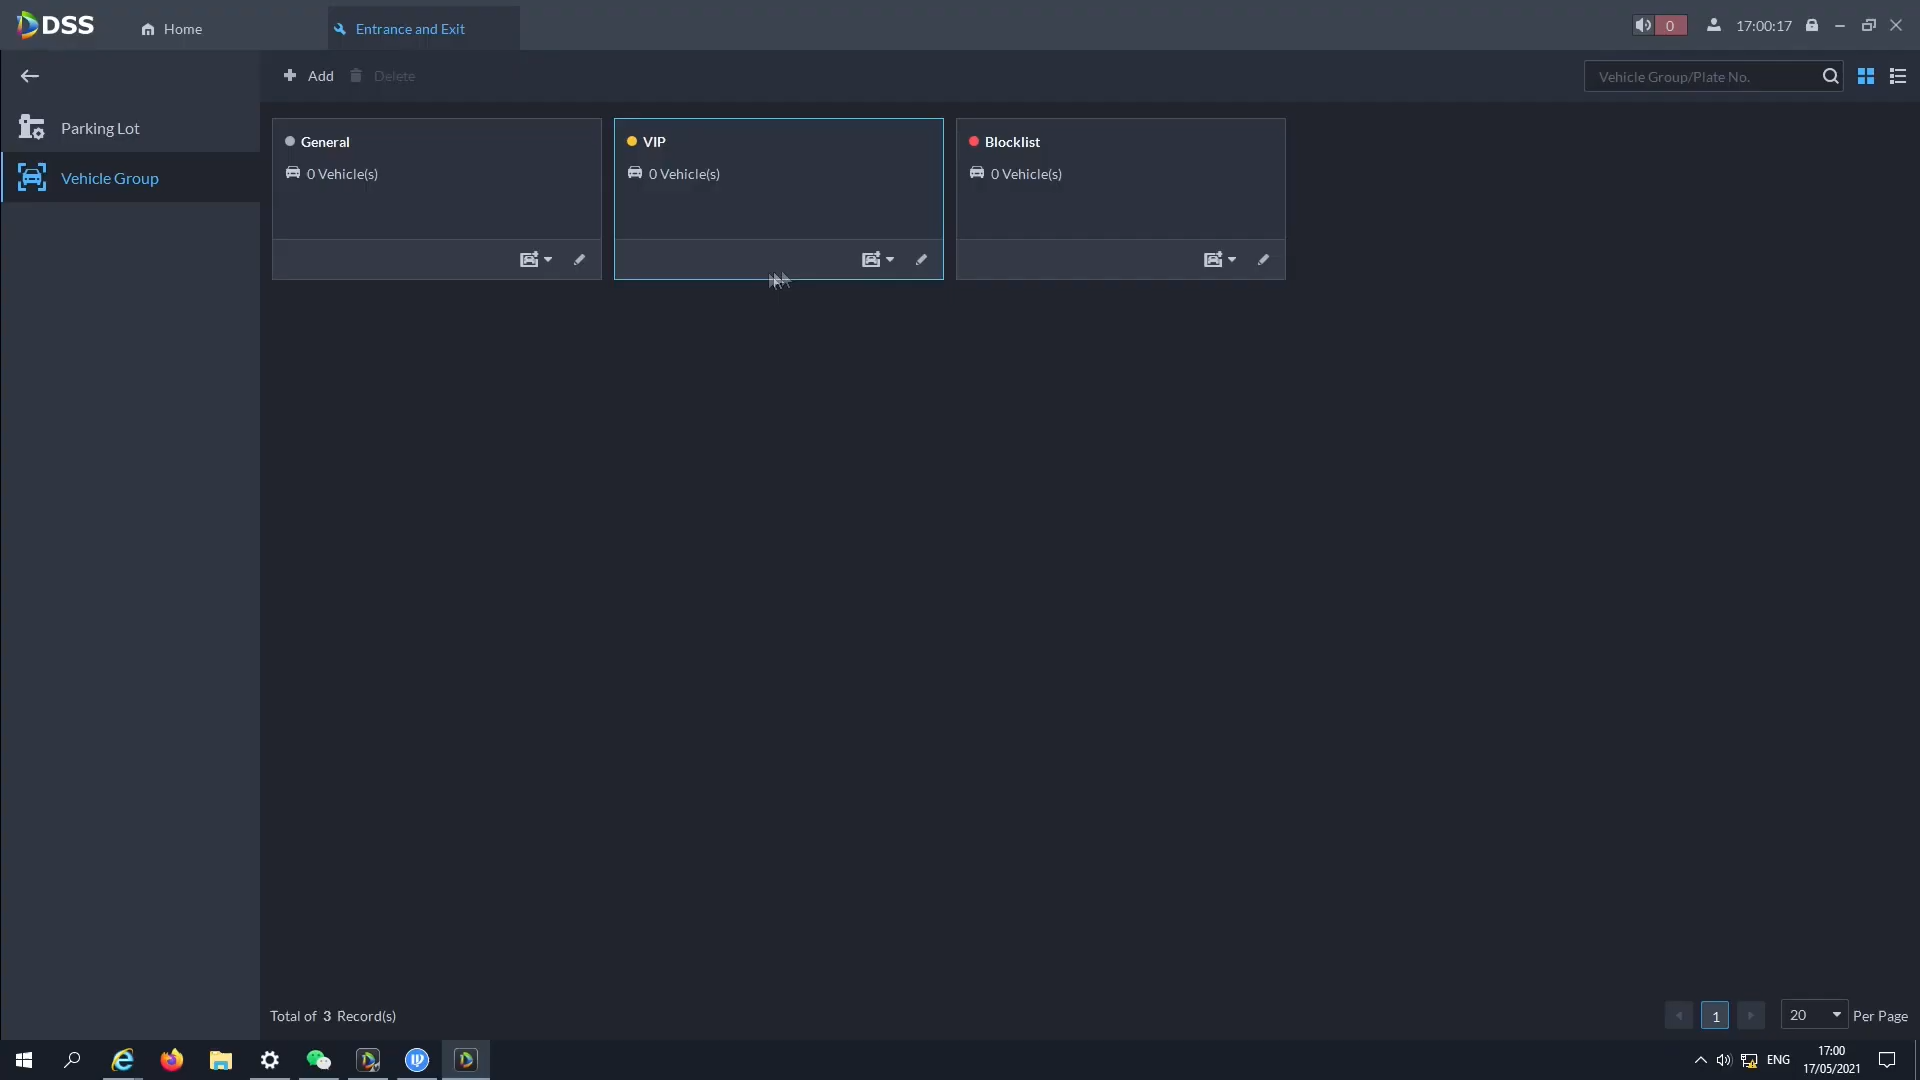 DSS
Home
Entrance and Exit
0
17:00:17
Add
Delete
Vehicle Group/Plate No.
Parking Lot
Vehicle Group
General
0 Vehicle(s)
VIP
0 Vehicle(s)
Blocklist
0 Vehicle(s)
Total of 3 Record(s)
1
20
Per Page
ENG
17:00
17/05/2021